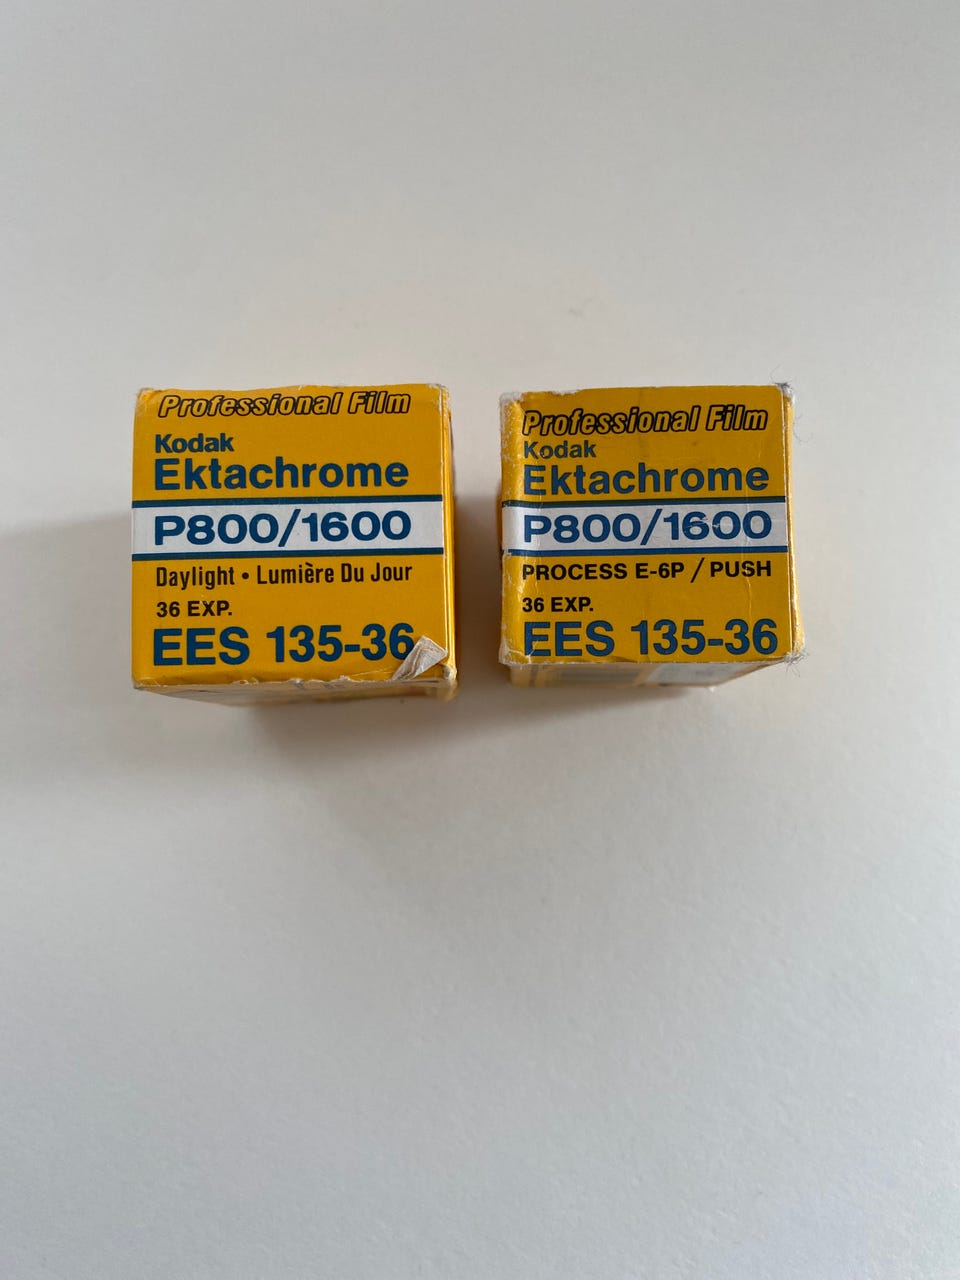 Professional Film
Kodak
Ektachrome
P800/1600
Daylight • Lumière Du Jour
36 EXP.
EES 135-36
Professional Film
Kodak
Ektachrome
P800/1600
PROCESS E-6P / PUSH
36 EXP.
EES 135-36